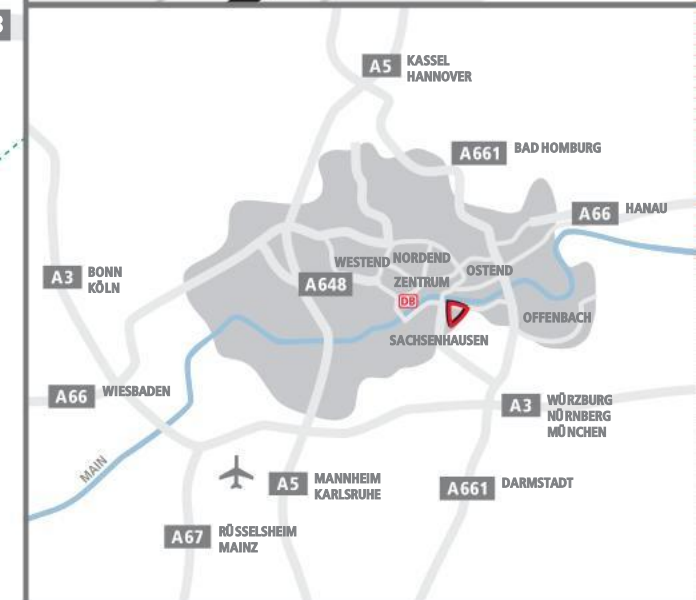 A5
KASSEL
HANNOVER
A661
BAD HOMBURG
A66
HANAU
A3
BONN
KÖLN
WESTEND
NORDEND
OSTEND
A648
ZENTRUM
DB
SACHSENHAUSEN
OFFENBACH
A66
WIESBADEN
A3
WÜRZBURG
NÜRNBERG
MÜNCHEN
MAIN
A5
MANNHEIM
KARLSRUHE
A661
DARMSTADT
A67
RÜSSELSHEIM
MAINZ